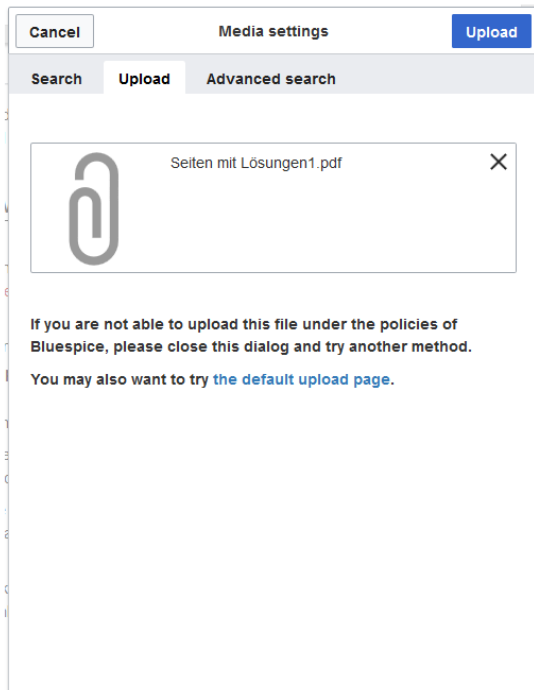 Cancel Media settings Upload
Search Upload Advanced search
Seiten mit Lösungen1.pdf
If you are not able to upload this file under the policies of
Bluespice, please close this dialog and try another method.
You may also want to try the default upload page.